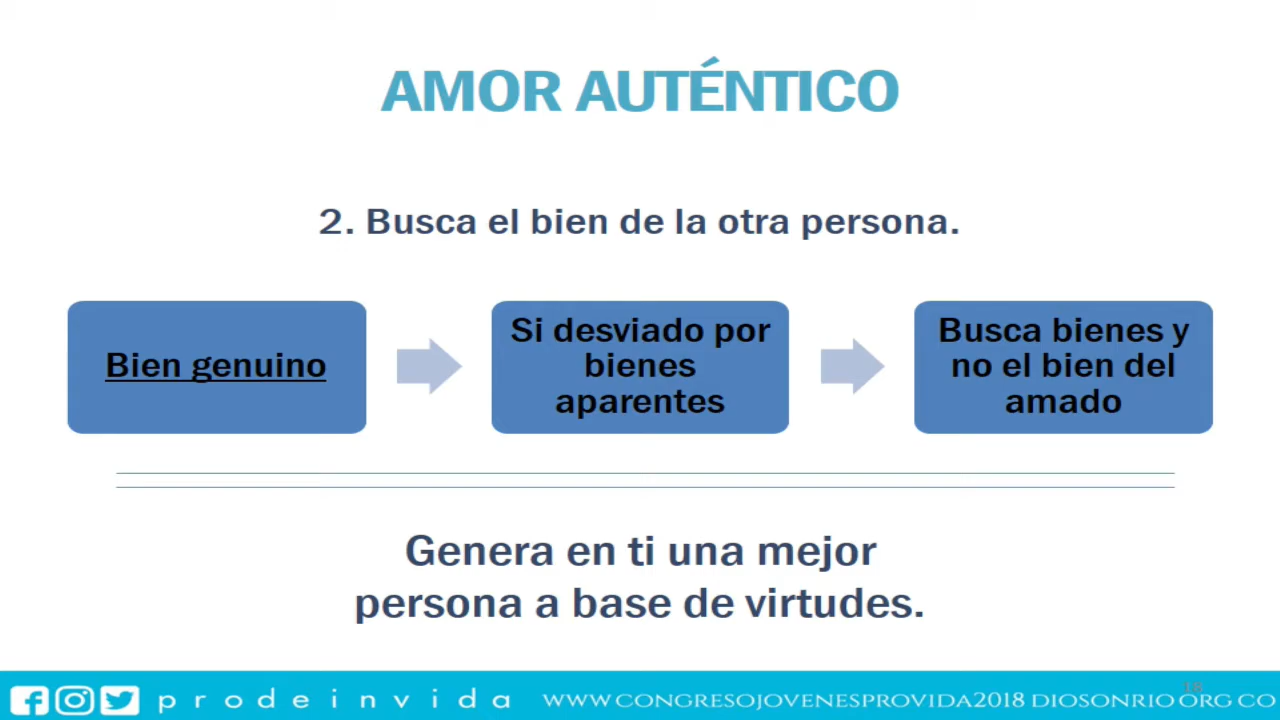 AMOR AUTÉNTICO
2. Busca el bien de la otra persona.
Bien genuino
Si desviado por
bienes
aparentes
Busca bienes y
no el bien del
amado
Genera en ti una mejor
persona a base de virtudes.
18
prodeinvida
WWW.CONGRESOJOVENESPROVIDA2018 DIOSONRIO ORG CO